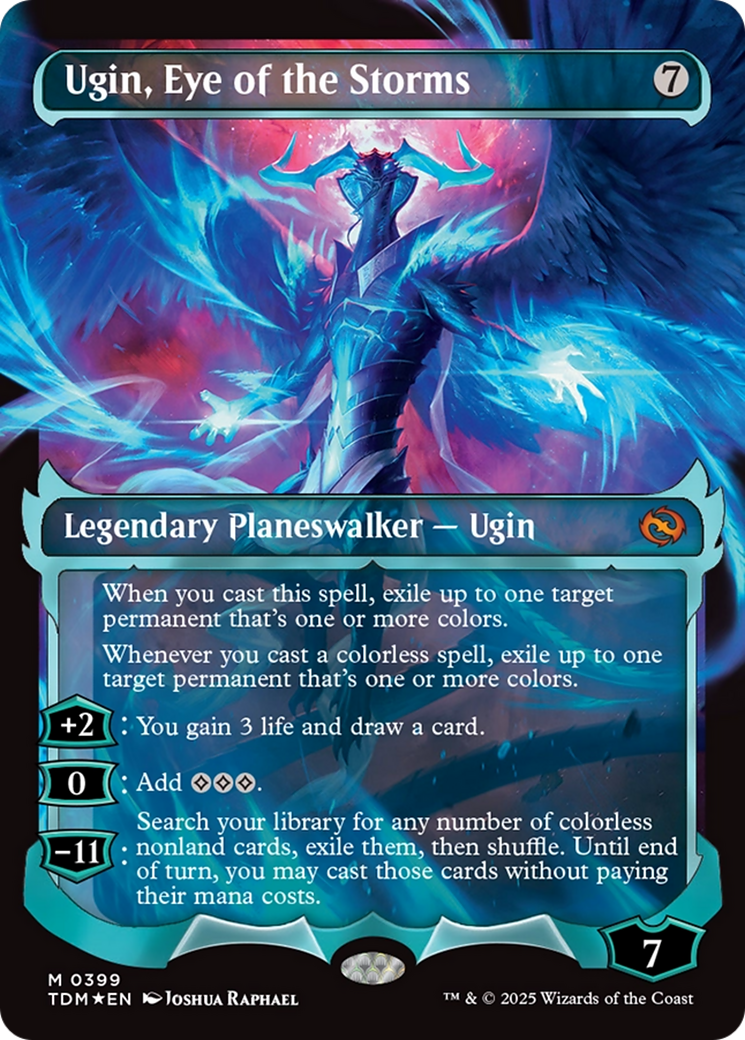 Ugin, Eye of the Storms 7
Legendary Planeswalker — Ugin
When you cast this spell, exile up to one target
permanent that's one or more colors.
Whenever you cast a colorless spell, exile up to one
target permanent that's one or more colors.
+2: You gain 3 life and draw a card.
0: Add ◇◇◇.
Search your library for any number of colorless
-11: nonland cards, exile them, then shuffle. Until end
of turn, you may cast those cards without paying
their mana costs.
7
M 0399
TDM★EN Joshua Raphael
™ & © 2025 Wizards of the Coast